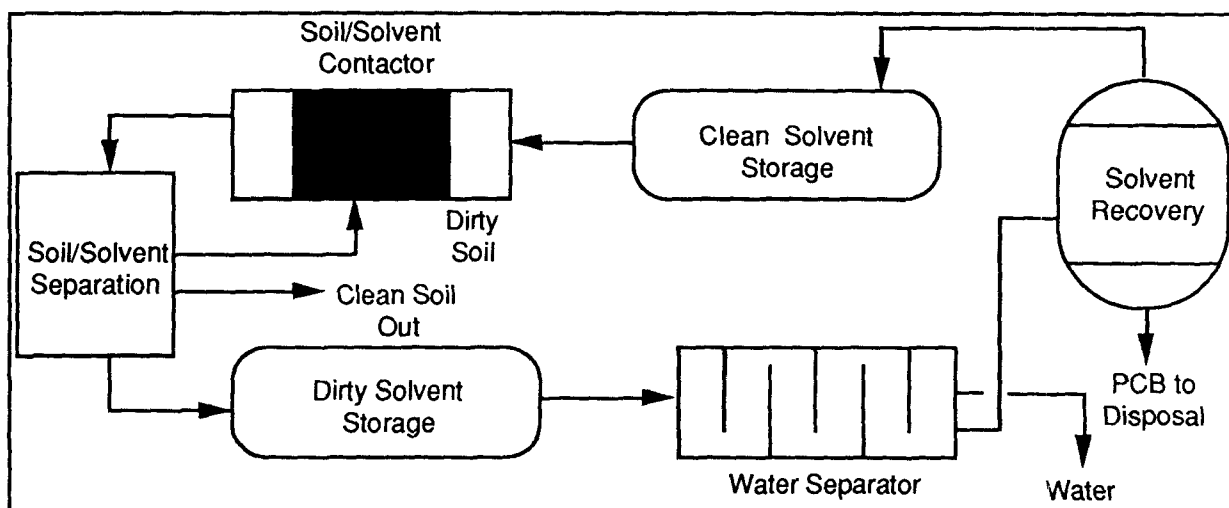 Soil/Solvent
Contactor
Clean Solvent
Storage
Solvent
Recovery
Dirty
Soil
Soil/Solvent
Separation
Clean Soil
Out
Dirty Solvent
Storage
PCB to
Disposal
Water Separator
Water